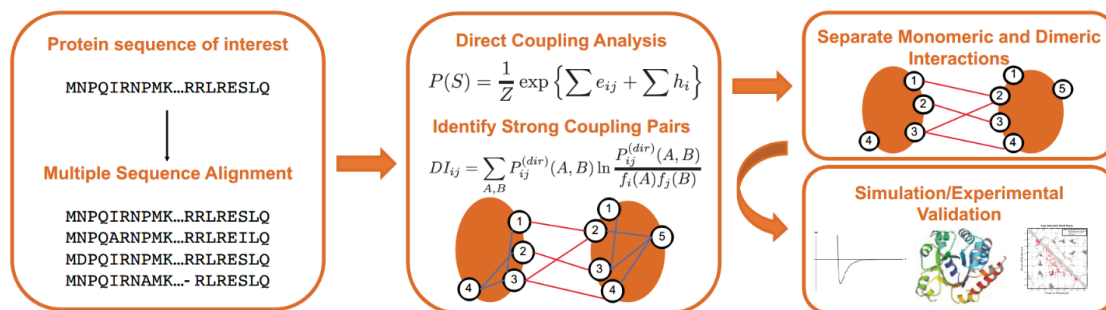 Protein sequence of interest
MNPQIRNPMK…RRLRESLQ
Multiple Sequence Alignment
MNPQIRNPMK…RRLRESLQ
MNPQARNPMK…RRLREILQ
MDPQIRNPMK…RRLRESLQ
MNPQIRNAMK…-RLRESLQ
Direct Coupling Analysis
P(S) = 1/Z exp{∑ e_ij + ∑ h_i}
Identify Strong Coupling Pairs
DI_ij = ∑_A,B P_ij^(dir)(A, B) ln P_ij^(dir)(A, B)/f_i(A)f_j(B)
1
2
3
4
1
2
3
4
5
Separate Monomeric and Dimeric
Interactions
1
2
3
4
1
2
3
4
5
Simulation/Experimental
Validation